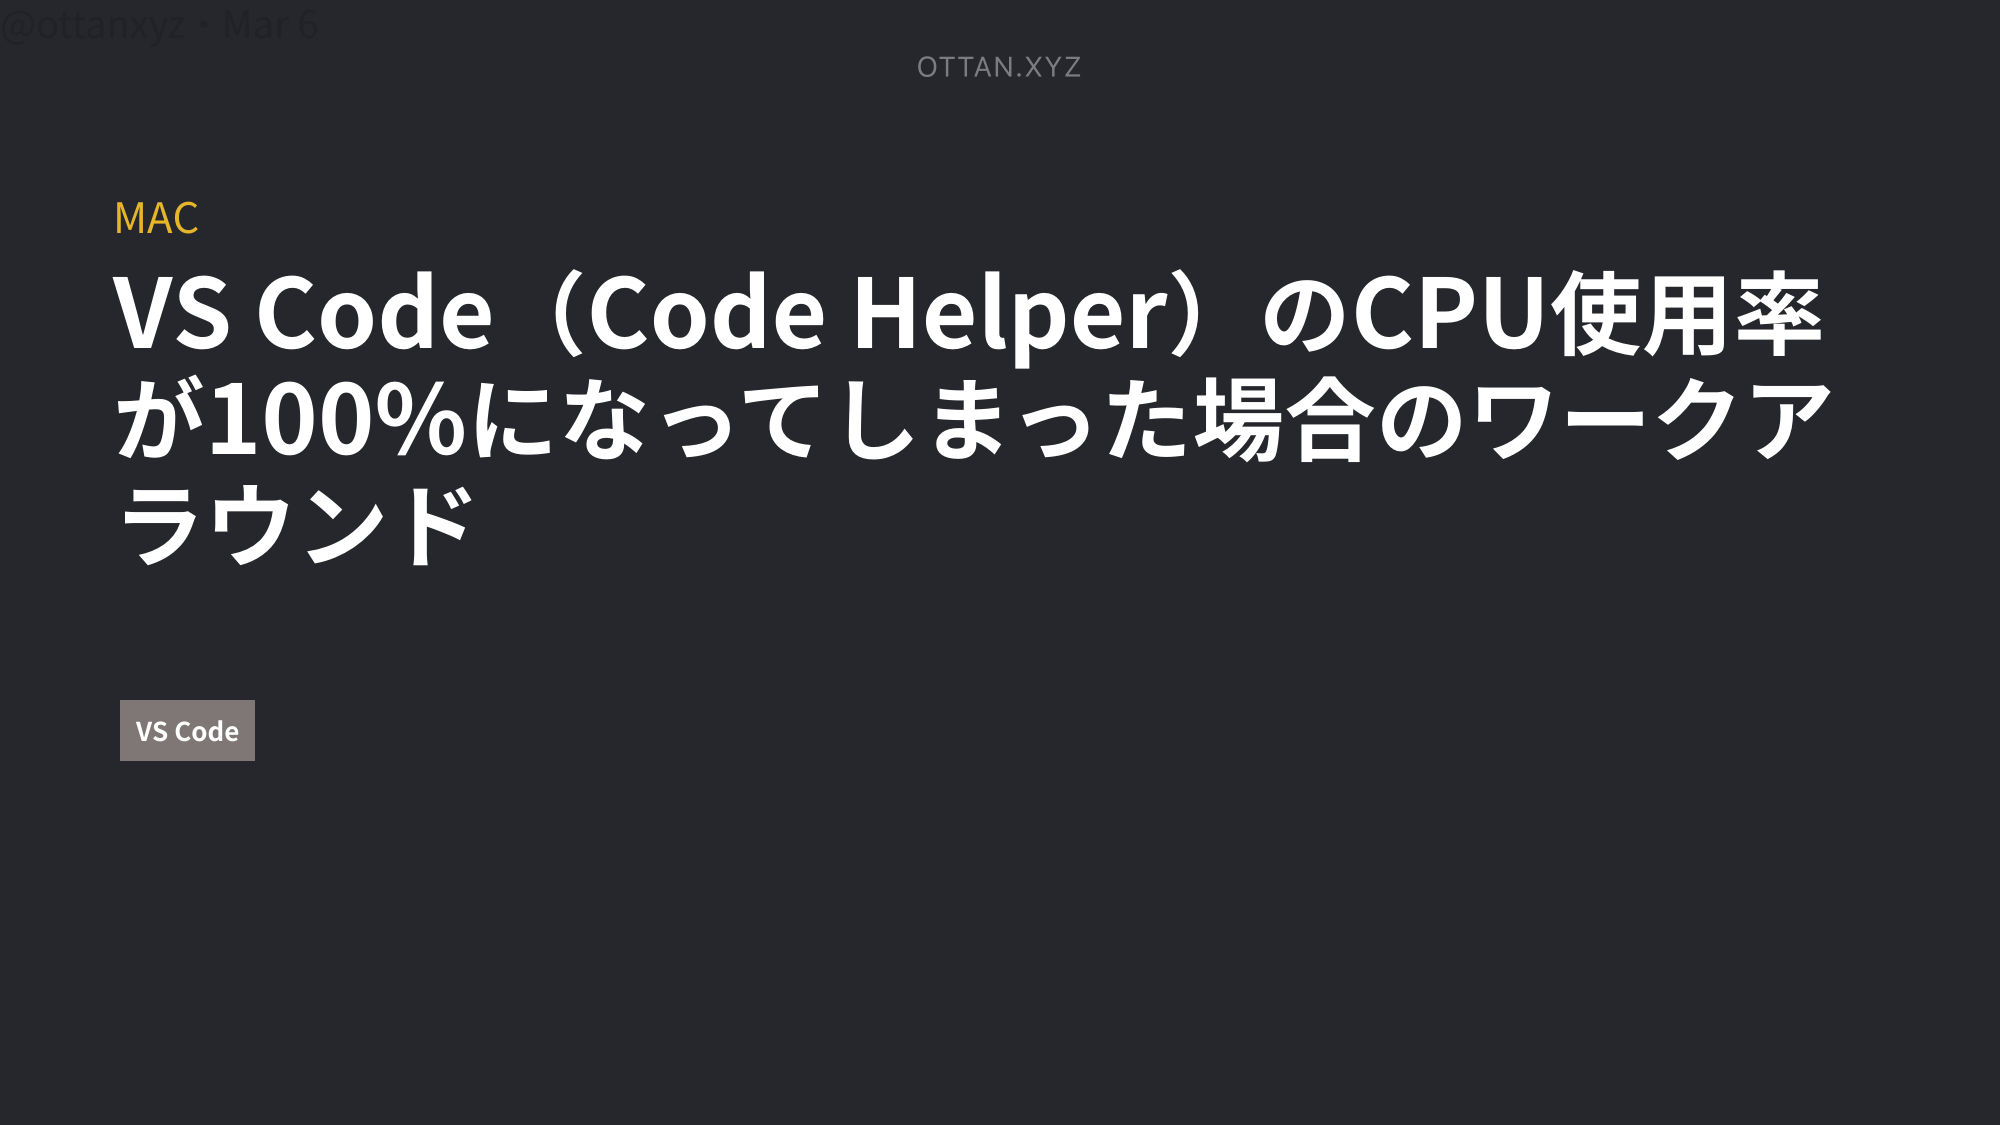 @ottanxyz・Mar 6
OTTAN.XYZ
MAC
VS Code（Code Helper）のCPU使用率
が100%になってしまった場合のワークア
ラウンド
VS Code